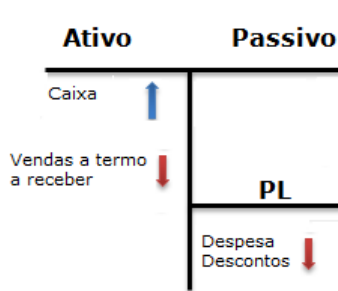 Ativo
Passivo
Caixa
Vendas a termo
a receber
PL
Despesa
Descontos